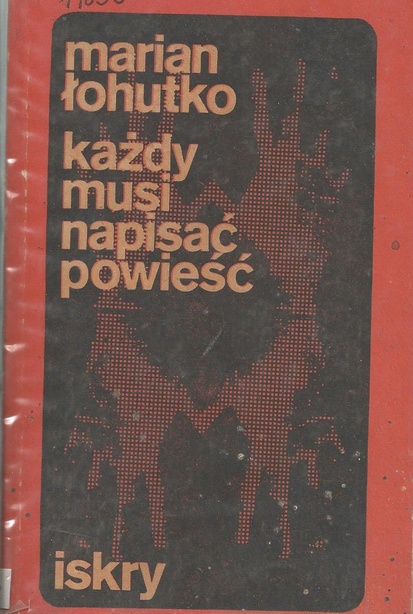 marian
łohutko
każdy
musi
napisać
powieść
iskry